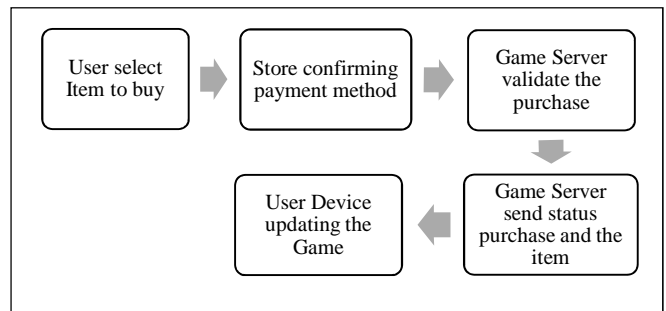 User select
Item to buy
Store confirming
payment method
Game Server
validate the
purchase
Game Server
send status
purchase and the
item
User Device
updating the
Game